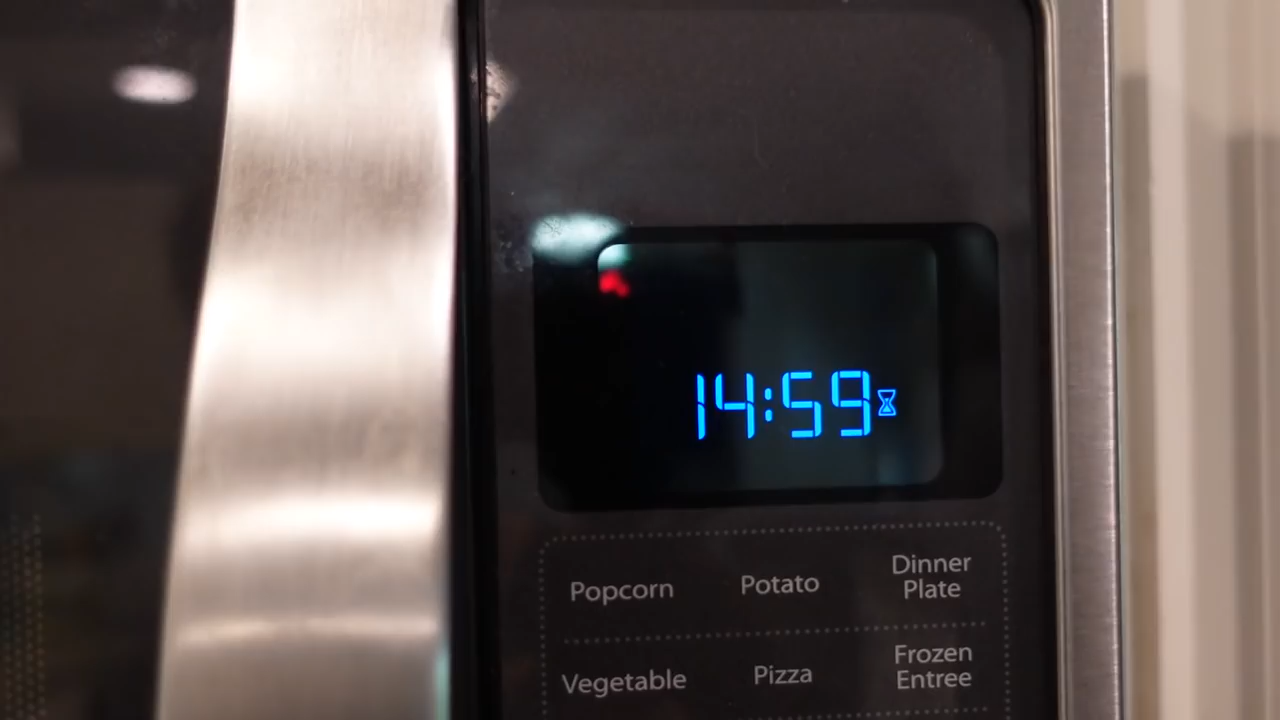 14:59
Popcorn
Potato
Dinner
Plate
Vegetable
Pizza
Frozen
Entree